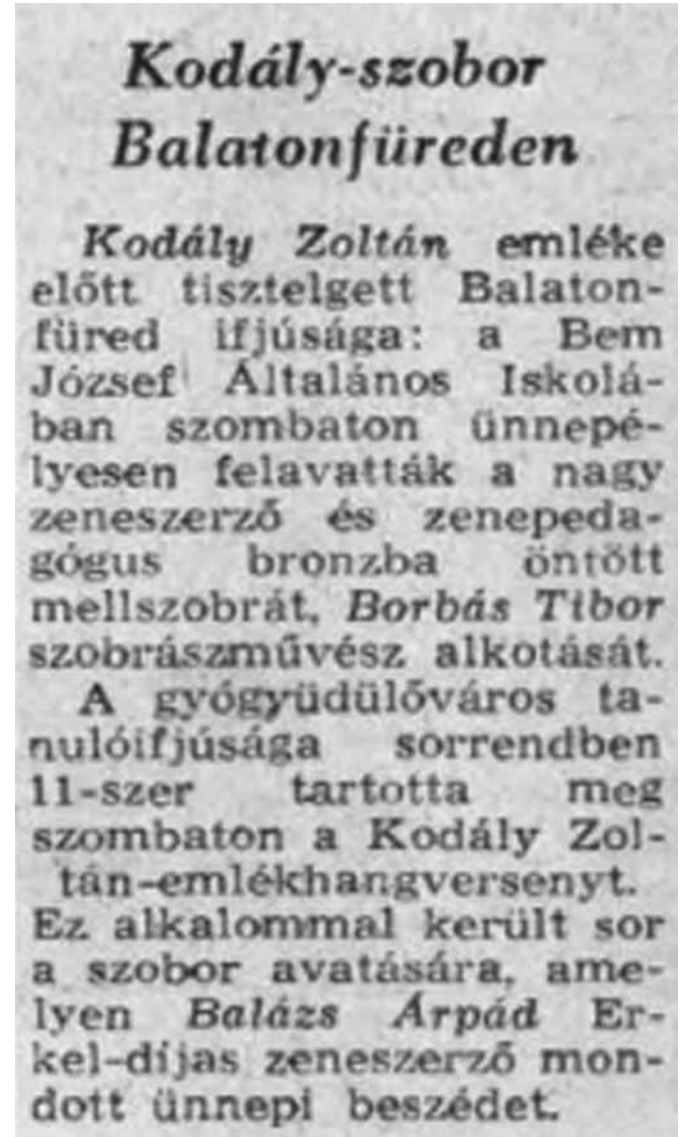 Kodály-szobor
Balatonfüreden
Kodály Zoltán emléke
előtt tisztelgett Balaton-
füred ifjúsága: a Bem
József Általános Iskolá-
ban szombaton ünnepé-
lyesen felavatták a nagy
zeneszerző és zenepeda-
gógus bronzba öntött
mellszobrát, Borbás Tibor
szobrászművész alkotását.
A gyógyüdülőváros ta-
nulóifjúsága sorrendben
11-szer tartotta meg
szombaton a Kodály Zol-
tán-emlékhangversenyt.
Ez alkalommal került sor
a szobor avatására, ame-
lyen Balázs Árpád Er-
kel-díjas zeneszerző mon-
dott ünnepi beszédet.